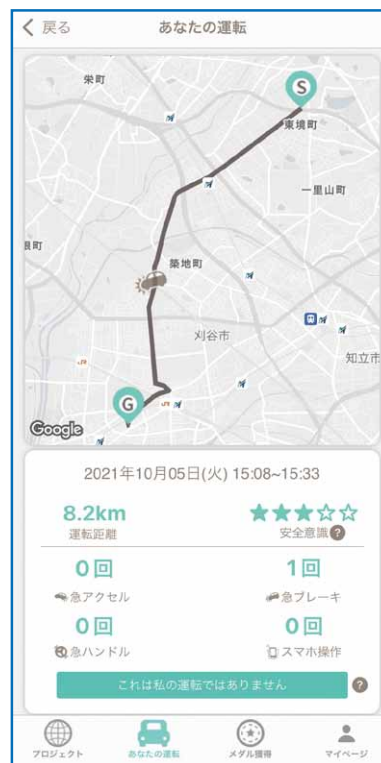 戻る
あなたの運転
栄町
S
東境町
一里山町
築地町
刈谷市
知立市
JR
G
JR
Google
2021年10月05日(火) 15:08~15:33
8.2km
運転距離
安全意識 ?
0回
急アクセル
1回
急ブレーキ
0回
急ハンドル
0回
スマホ操作
これは私の運転ではありません ?
プロジェクト
あなたの運転
メダル獲得
マイページ